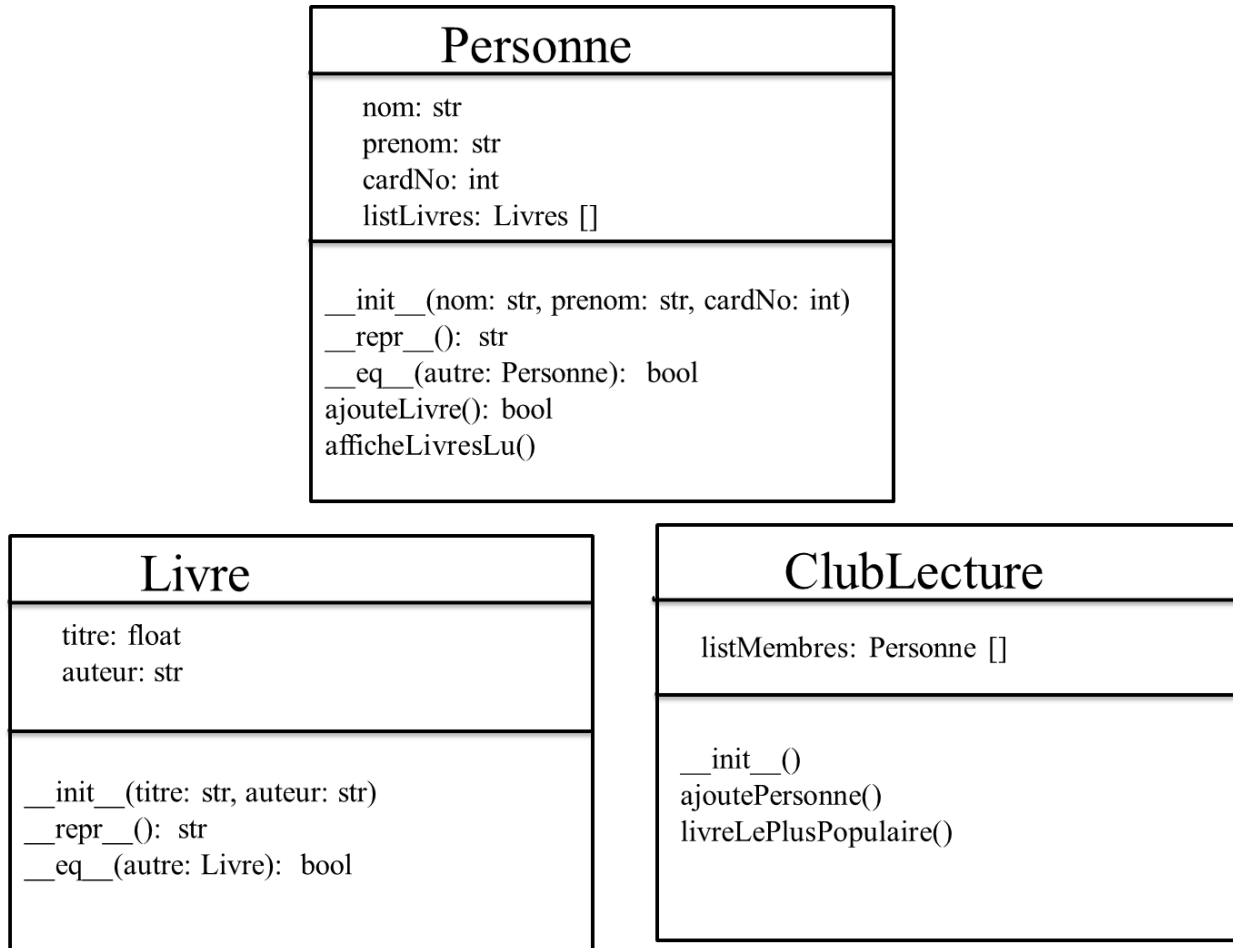 Personne
nom: str
prenom: str
cardNo: int
listLivres: Livres []
__init__(nom: str, prenom: str, cardNo: int)
__repr__(): str
__eq__(autre: Personne): bool
ajouteLivre(): bool
afficheLivresLu()
Livre
titre: float
auteur: str
__init__(titre: str, auteur: str)
__repr__(): str
__eq__(autre: Livre): bool
ClubLecture
listMembres: Personne []
__init__()
ajoutePersonne()
livreLePlusPopulaire()